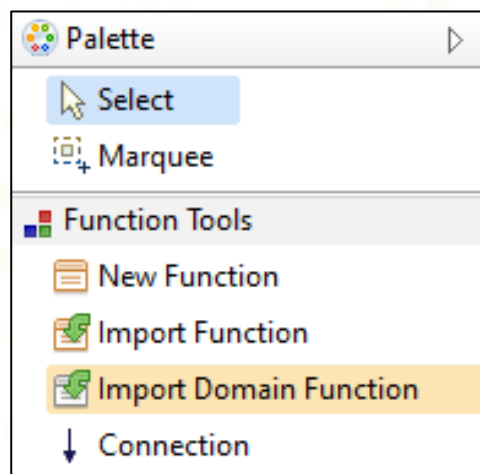 Palette
Select
Marquee
Function Tools
New Function
Import Function
Import Domain Function
Connection